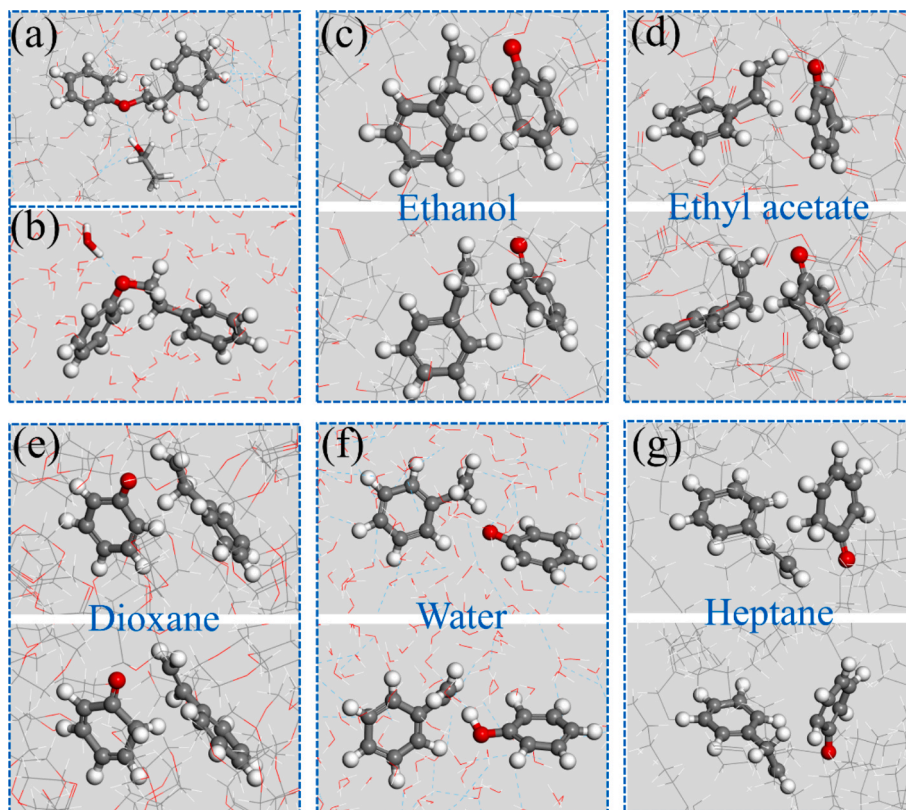 (a)
(b)
(c)
Ethanol
(d)
Ethyl acetate
(e)
Dioxane
(f)
Water
(g)
Heptane